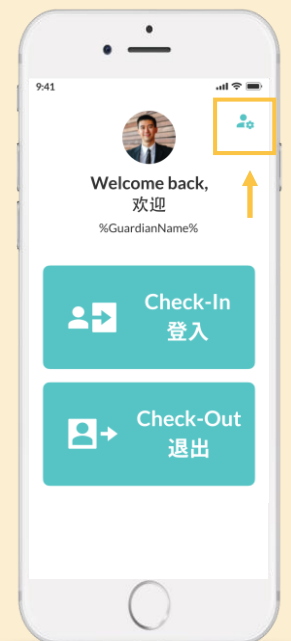 9:41
Welcome back,
欢迎
%GuardianName%
Check-In
登入
Check-Out
退出